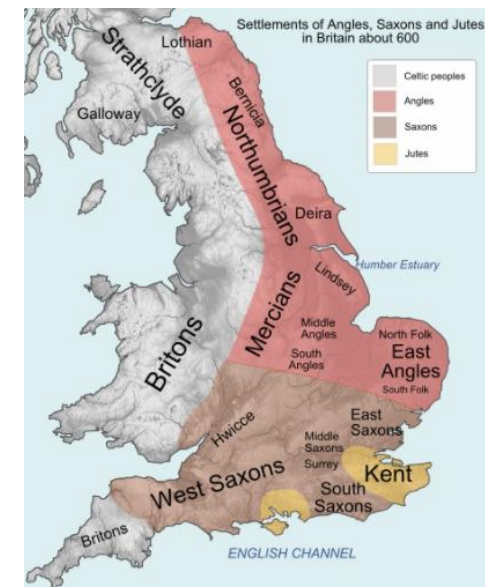 Settlements of Angles, Saxons and Jutes
in Britain about 600
Celtic peoples
Angles
Saxons
Jutes
Lothian
Strathclyde
Galloway
Bernicia
Northumbrians
Deira
Humber Estuary
Lindsey
Mercians
Middle
Angles
South
Angles
North Folk
East
Angles
South Folk
Britons
Hwicce
East
Saxons
Middle
Saxons
Surrey
Kent
West Saxons
South
Saxons
Britons
ENGLISH CHANNEL